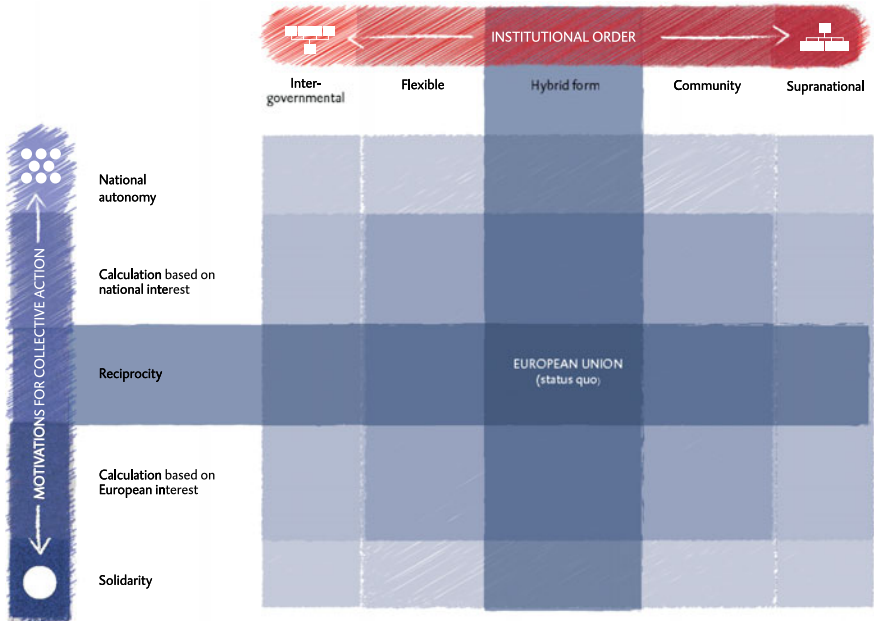 INSTITUTIONAL ORDER
Inter-
governmental
Flexible
Hybrid form
Community
Supranational
MOTIVATIONS FOR COLLECTIVE ACTION
National
autonomy
Calculation based on
national interest
Reciprocity
EUROPEAN UNION
(status quo)
Calculation based on
European interest
Solidarity